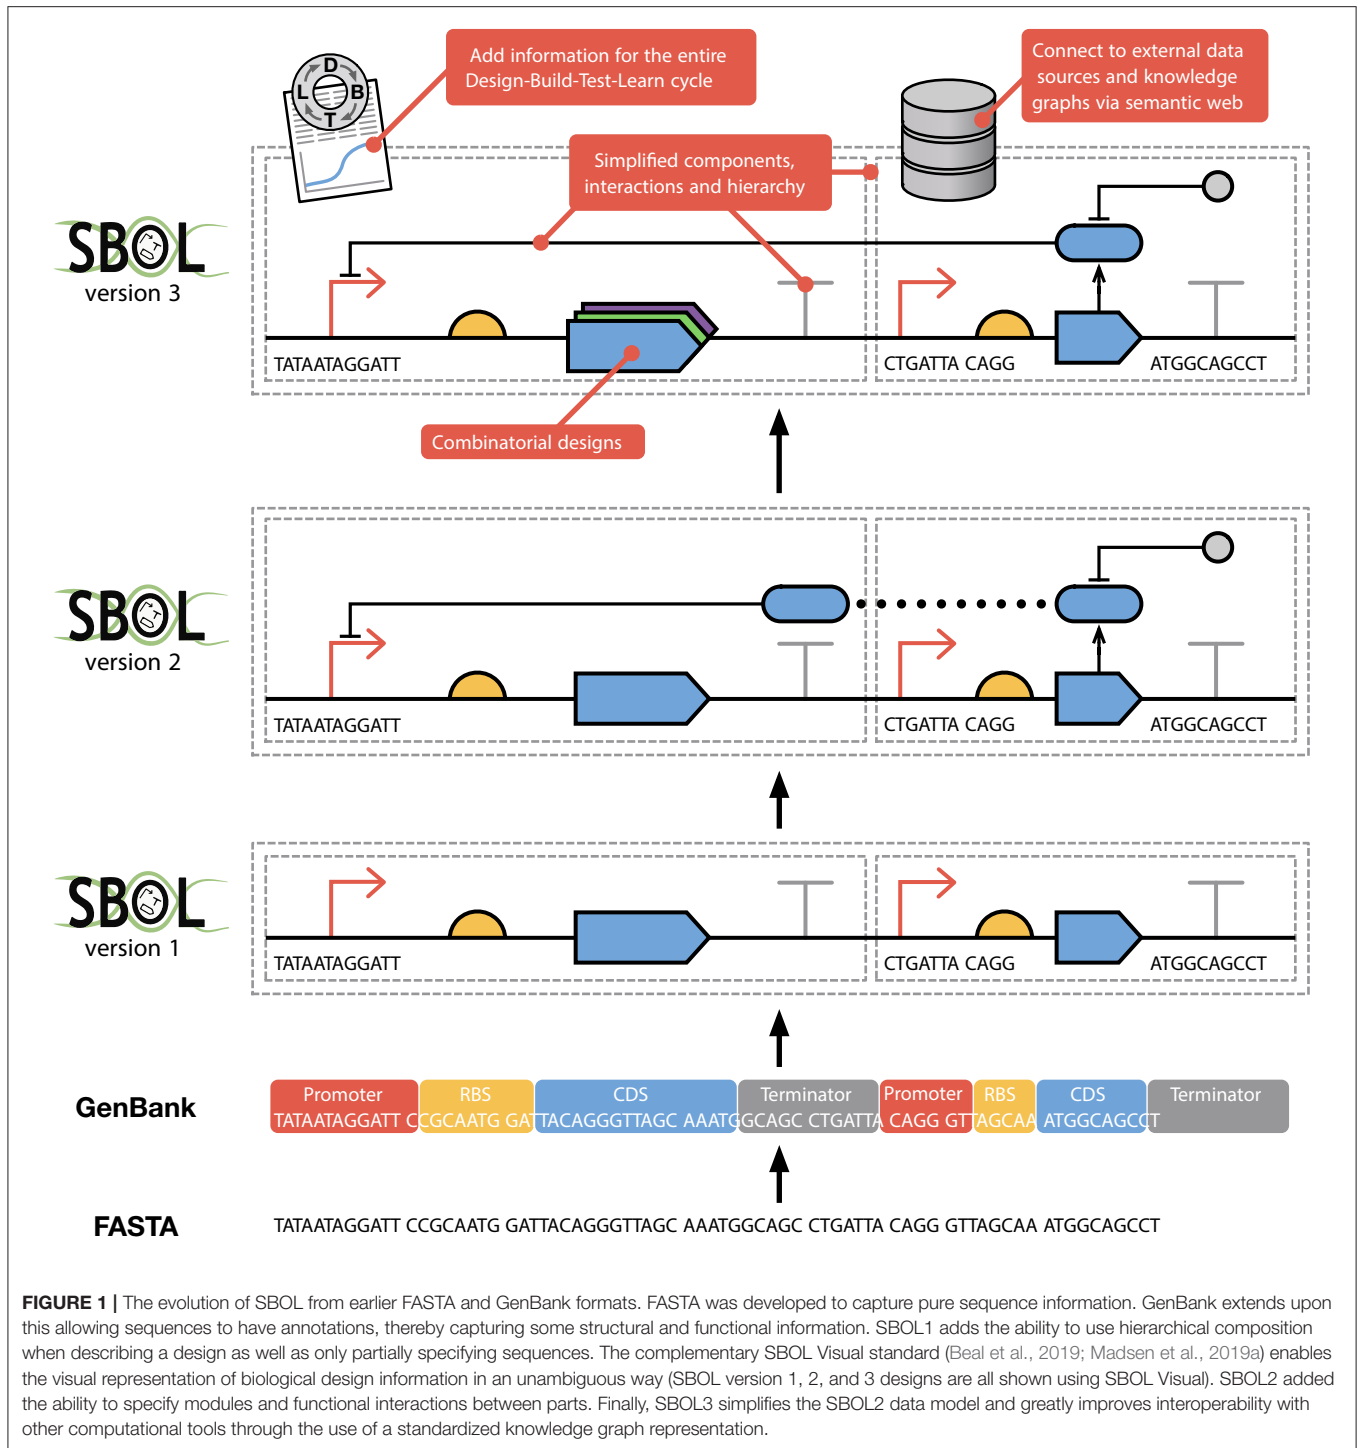 Add information for the entire
Design-Build-Test-Learn cycle
Connect to external data
sources and knowledge
graphs via semantic web
D
L B
T
Simplified components,
interactions and hierarchy
SBOL
version 3
TATAATAGGATT
CTGATTA CAGG
ATGGCAGCCT
Combinatorial designs
SBOL
version 2
TATAATAGGATT
CTGATTA CAGG
ATGGCAGCCT
SBOL
version 1
TATAATAGGATT
CTGATTA CAGG
ATGGCAGCCT
GenBank
Promoter RBS CDS Terminator Promoter RBS CDS Terminator
TATAATAGGATT CCGCAATG GATTACAGGGTTAGC AAATGGCAGC CTGATTA CAGG GTTAGCAA ATGGCAGCCT
FASTA
TATAATAGGATT CCGCAATG GATTACAGGGTTAGC AAATGGCAGC CTGATTA CAGG GTTAGCAA ATGGCAGCCT
FIGURE 1 | The evolution of SBOL from earlier FASTA and GenBank formats. FASTA was developed to capture pure sequence information. GenBank extends upon
this allowing sequences to have annotations, thereby capturing some structural and functional information. SBOL1 adds the ability to use hierarchical composition
when describing a design as well as only partially specifying sequences. The complementary SBOL Visual standard (Beal et al., 2019; Madsen et al., 2019a) enables
the visual representation of biological design information in an unambiguous way (SBOL version 1, 2, and 3 designs are all shown using SBOL Visual). SBOL2 added
the ability to specify modules and functional interactions between parts. Finally, SBOL3 simplifies the SBOL2 data model and greatly improves interoperability with
other computational tools through the use of a standardized knowledge graph representation.